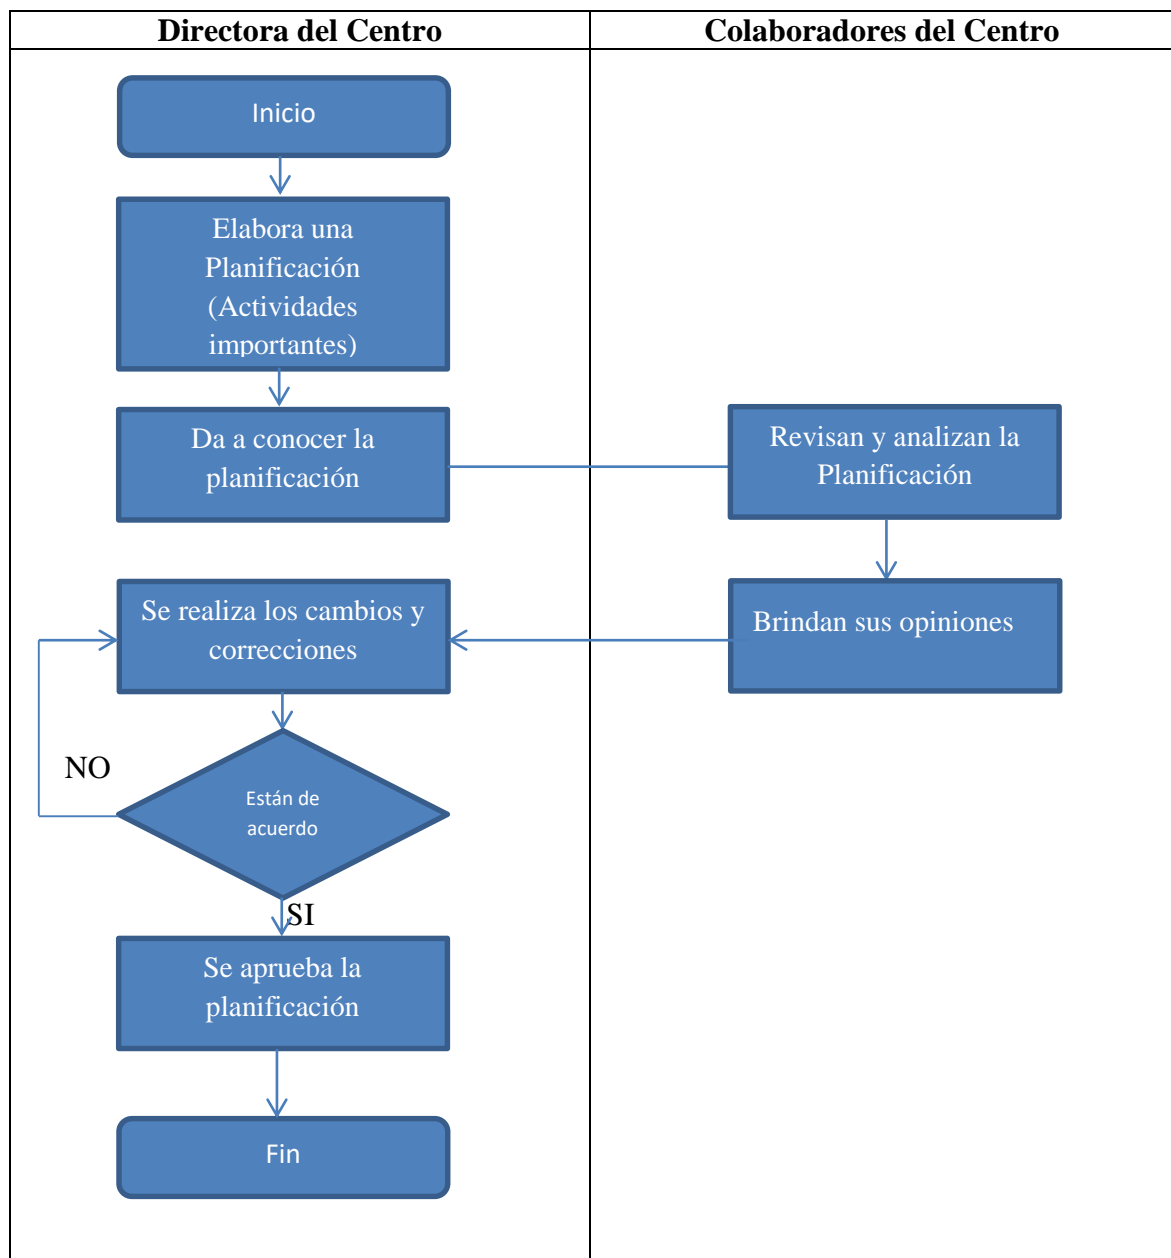 Directora del Centro
Colaboradores del Centro
Inicio
Elabora una
Planificación
(Actividades
importantes)
Da a conocer la
planificación
Revisan y analizan la
Planificación
Se realiza los cambios y
correcciones
Brindan sus opiniones
NO
Están de
acuerdo
SI
Se aprueba la
planificación
Fin